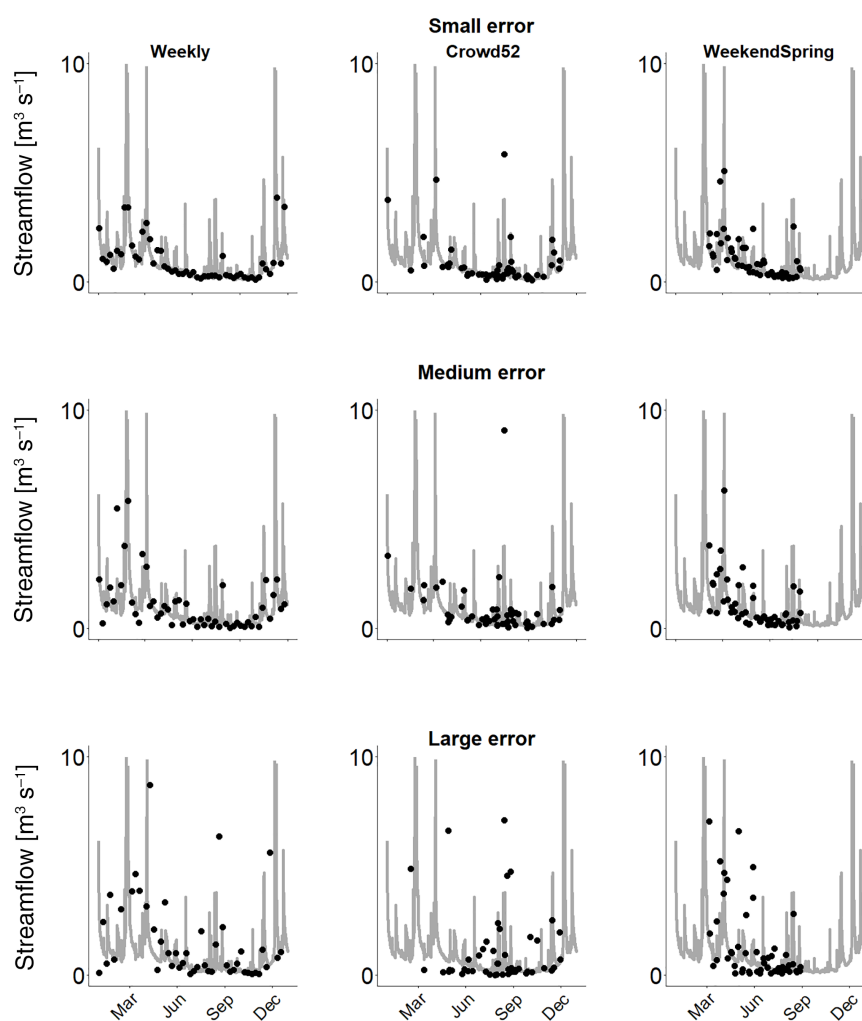 Small error
Weekly Crowd52 WeekendSpring
Streamflow [m³ s⁻¹]
10 10 10
0 0 0
Medium error
Streamflow [m³ s⁻¹]
10 10 10
0 0 0
Large error
Streamflow [m³ s⁻¹]
10 10 10
0 0 0
Mar Jun Sep Dec Mar Jun Sep Dec Mar Jun Sep Dec